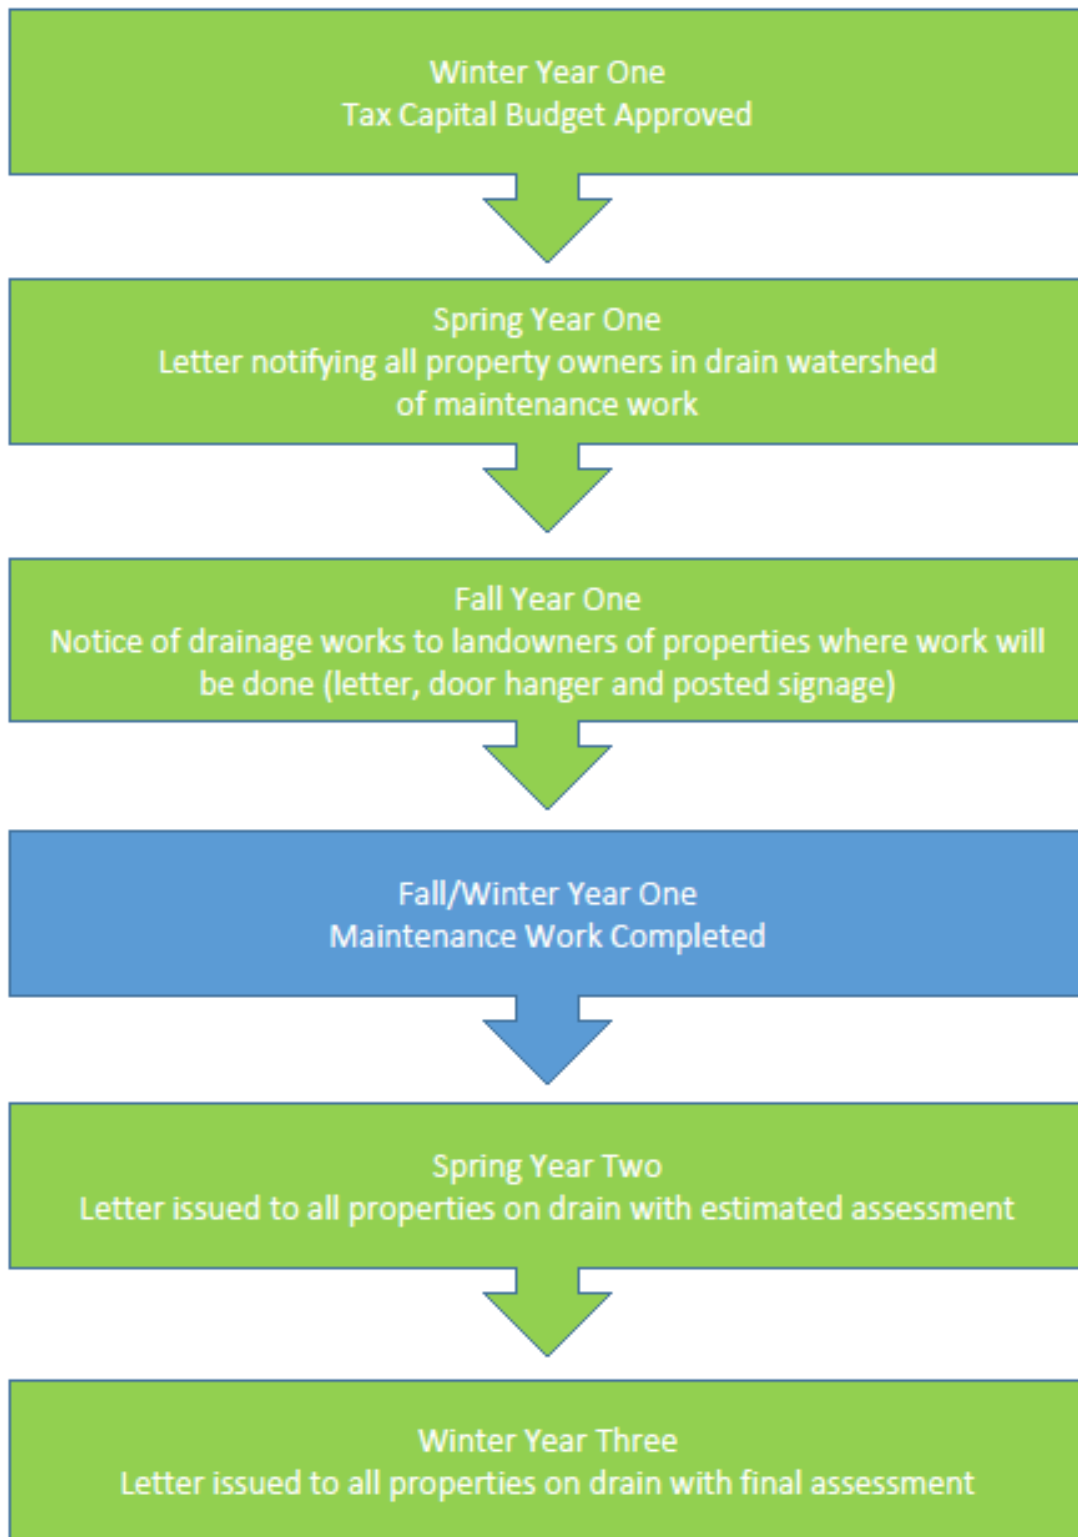 Winter Year One
Tax Capital Budget Approved
Spring Year One
Letter notifying all property owners in drain watershed
of maintenance work
Fall Year One
Notice of drainage works to landowners of properties where work will
be done (letter, door hanger and posted signage)
Fall/Winter Year One
Maintenance Work Completed
Spring Year Two
Letter issued to all properties on drain with estimated assessment
Winter Year Three
Letter issued to all properties on drain with final assessment